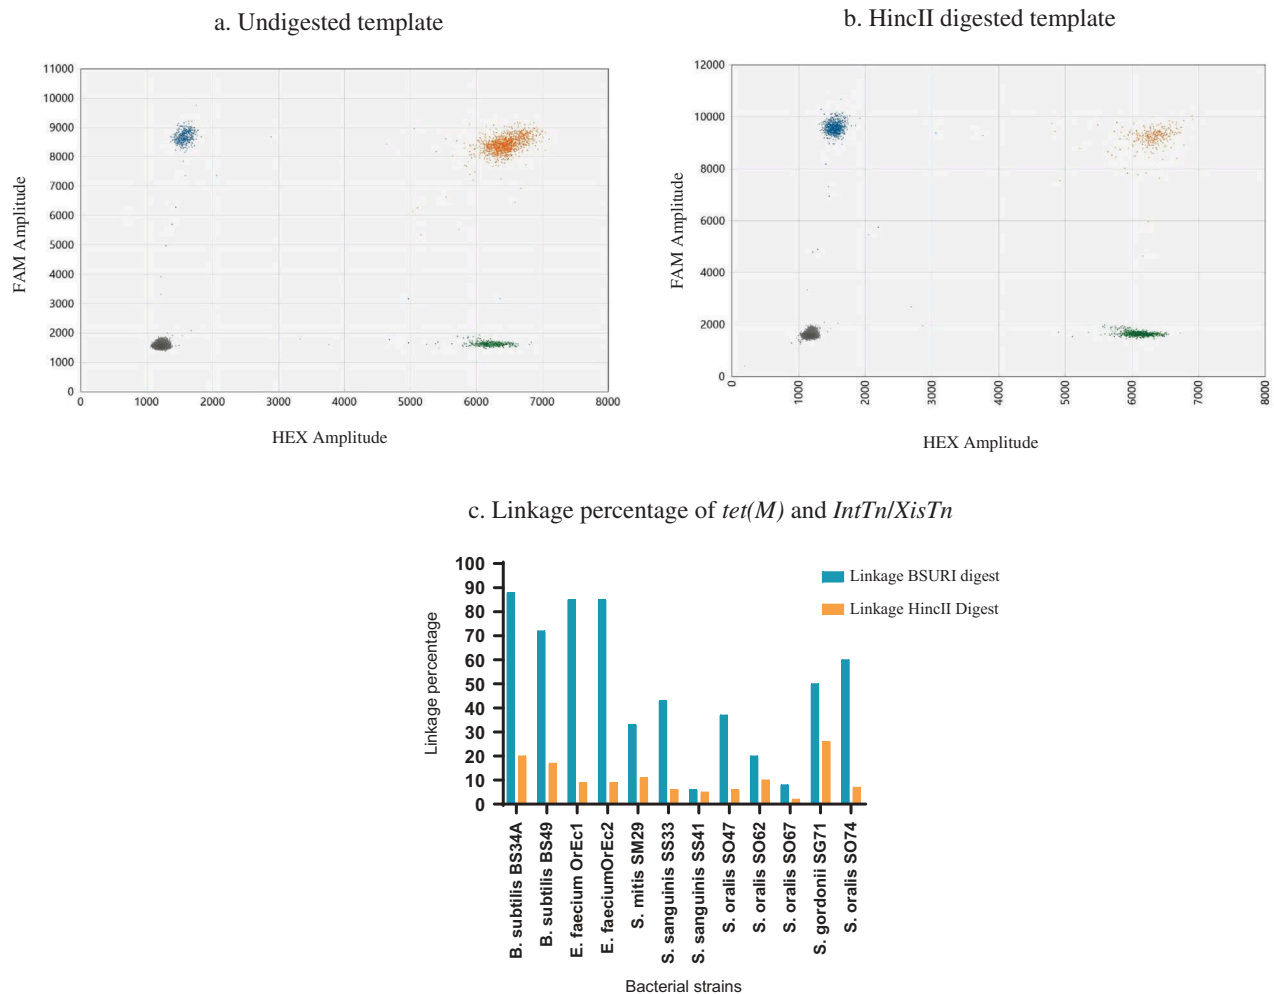 a. Undigested template
11000
10000
9000
8000
7000
6000
5000
4000
3000
2000
1000
0
0 1000 2000 3000 4000 5000 6000 7000 8000
FAM Amplitude
HEX Amplitude
b. HincII digested template
12000
10000
8000
6000
4000
2000
0
0 1000 2000 3000 4000 5000 6000 7000 8000
FAM Amplitude
HEX Amplitude
c. Linkage percentage of tet(M) and IntTn/XisTn
Linkage BSURI digest
Linkage HincII Digest
100
90
80
70
60
50
40
30
20
10
0
Linkage percentage
B. subtilis BS34A
B. subtilis BS49
E. faecium OrEc1
E. faeciumOrEc2
S. mitis SM29
S. sanguinis SS33
S. sanguinis SS41
S. oralis SO47
S. oralis SO62
S. oralis SO67
S. gordonii SG71
S. oralis SO74
Bacterial strains